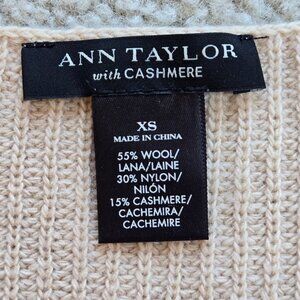 ANN TAYLOR
with CASHMERE
XS
MADE IN CHINA
55% WOOL/
LANA/LAINE
30% NYLON/
NILÓN
15% CASHMERE/
CACHEMIRA/
CACHEMIRE